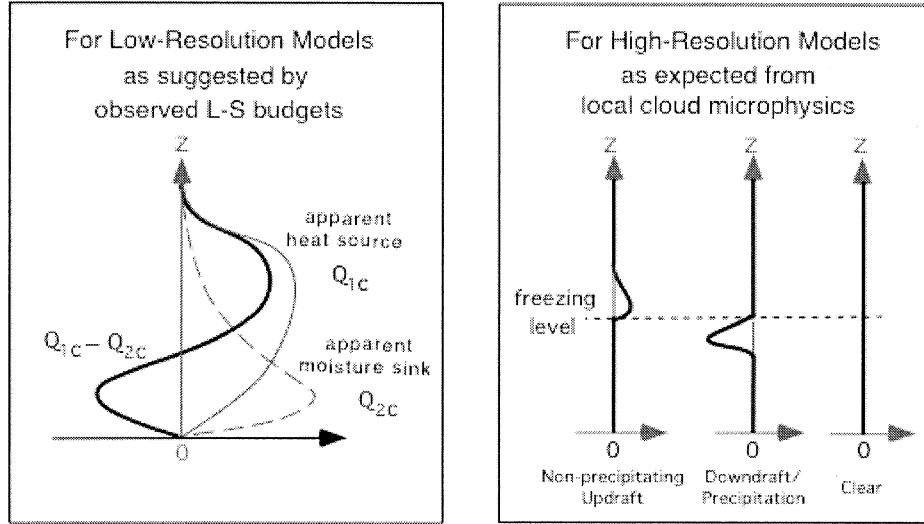 For Low-Resolution Models
as suggested by
observed L-S budgets
Z
apparent
heat source
Q1C
Q1C – Q2C
apparent
moisture sink
Q2C
0
For High-Resolution Models
as expected from
local cloud microphysics
Z Z Z
freezing
level
0 0 0
Non-precipitating
Updraft
Downdraft/
Precipitation
Clear